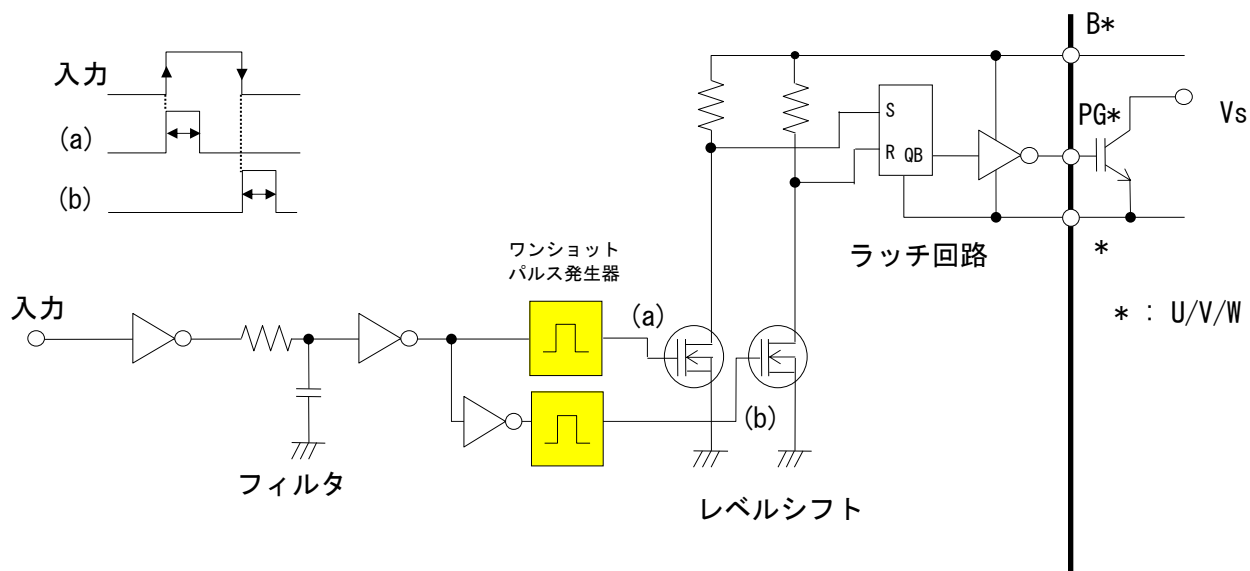 入力
(a)
(b)
B*
PG*
Vs
S
R QB
ラッチ回路
*
* : U/V/W
ワンショット
パルス発生器
入力
(a)
(b)
フィルタ
レベルシフト